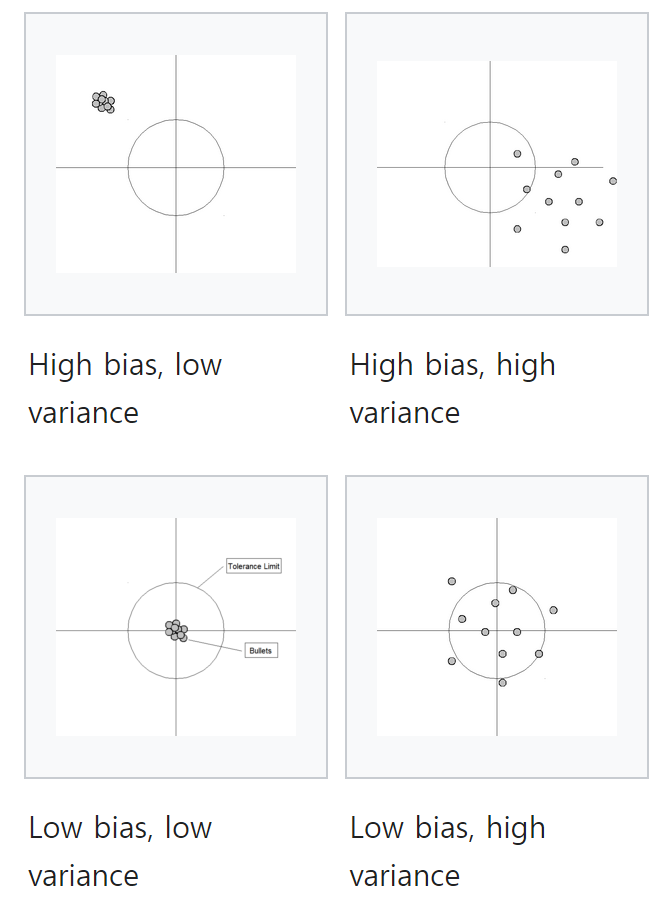 High bias, low
variance
High bias, high
variance
Tolerance Limit
Bullets
Low bias, low
variance
Low bias, high
variance